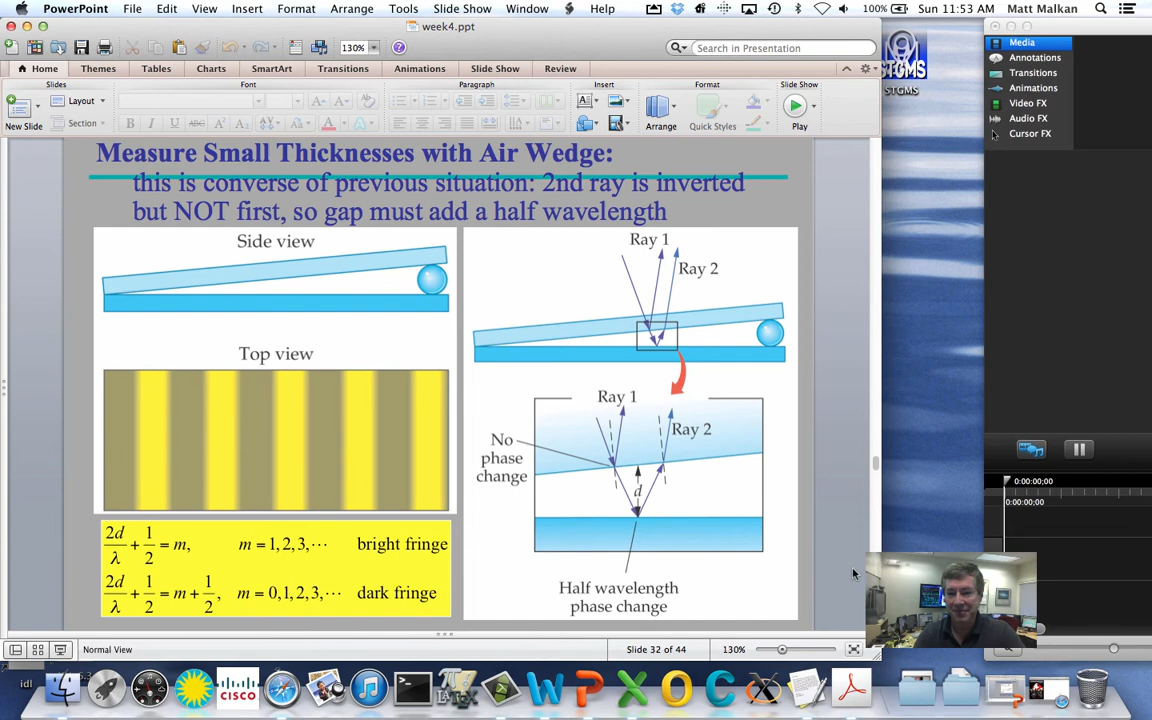 PowerPoint File Edit View Insert Format Arrange Tools Slide Show Window Help 100% Sun 11:53 AM Matt Malkan
week4.ppt
130% Search in Presentation
Home Themes Tables Charts SmartArt Transitions Animations Slide Show Review
Slides Font Paragraph Insert Format Slide Show
New Slide Layout Section B I U ABC A A Arrange Quick Styles Play
STGMS
Media
Annotations
Transitions
Animations
Video FX
Audio FX
Cursor FX
Measure Small Thicknesses with Air Wedge:
this is converse of previous situation: 2nd ray is inverted
but NOT first, so gap must add a half wavelength
Side view
Top view
2d/λ + 1/2 = m, m = 1,2,3,⋯ bright fringe
2d/λ + 1/2 = m + 1/2, m = 0,1,2,3,⋯ dark fringe
Ray 1
Ray 2
Ray 1
Ray 2
No
phase
change
d
Half wavelength
phase change
0:00:00;00
0:00:00;00
Normal View Slide 32 of 44 130%
idl
CISCO